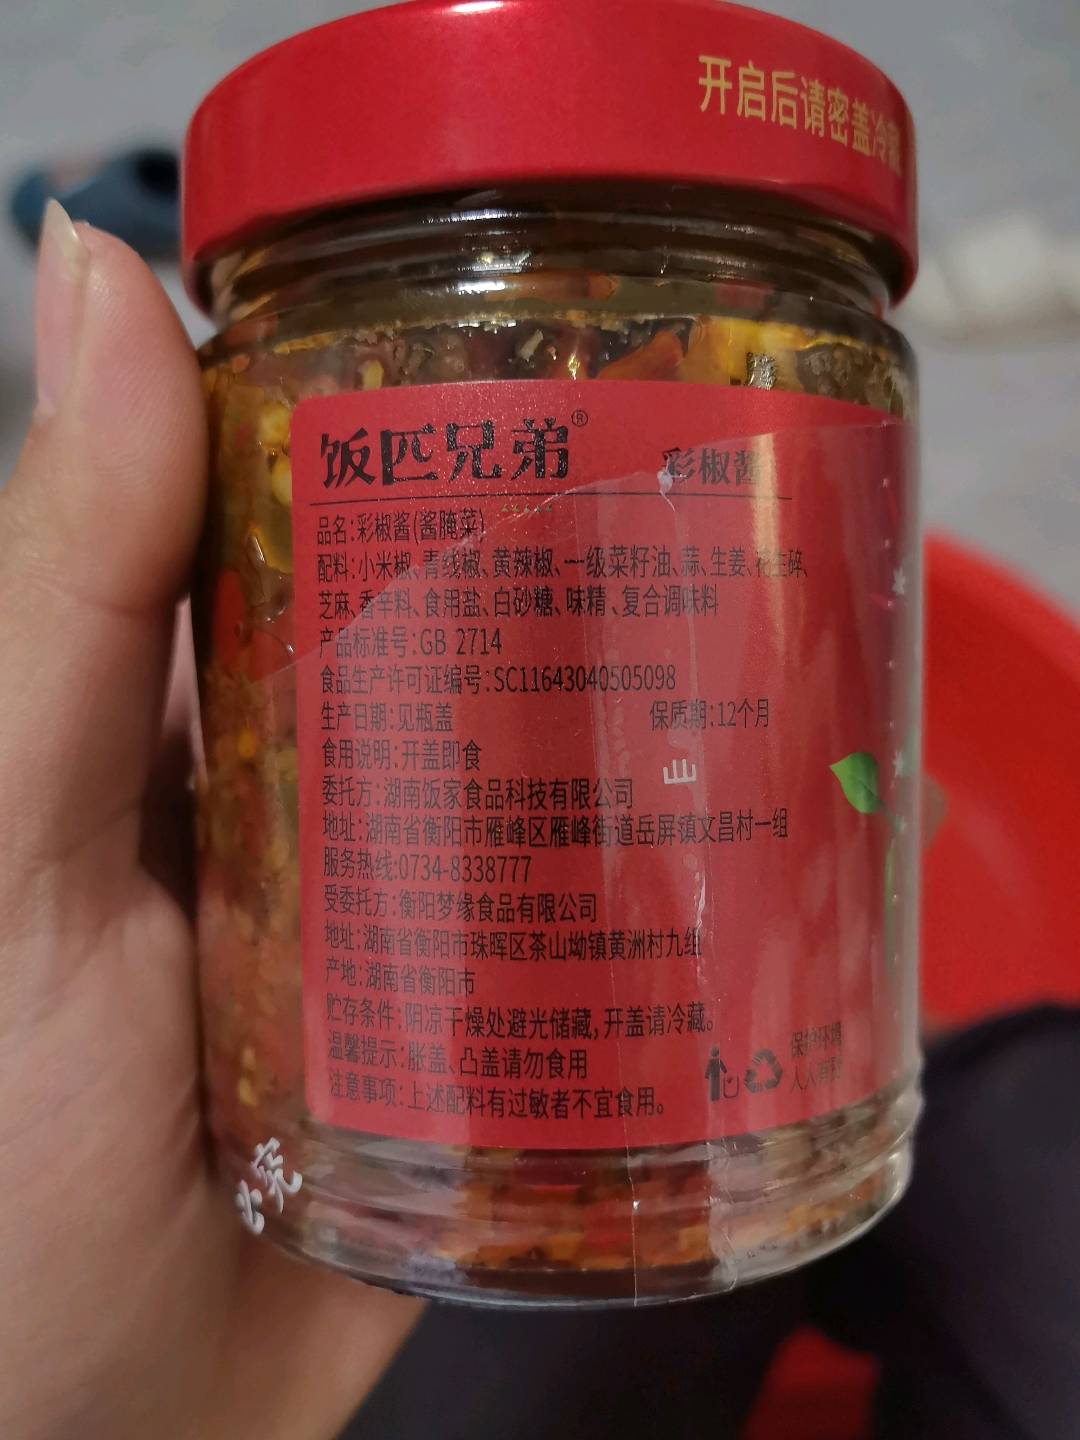 开启后请密盖冷藏
饭匹兄弟® 彩椒酱
品名:彩椒酱(酱腌菜)
配料:小米椒、青线椒、黄辣椒、一级菜籽油、蒜、生姜、花生碎、
芝麻、香辛料、食用盐、白砂糖、味精、复合调味料
产品标准号:GB 2714
食品生产许可证编号:SC11643040505098
生产日期:见瓶盖 保质期:12个月
食用说明:开盖即食
委托方:湖南饭家食品科技有限公司
地址:湖南省衡阳市雁峰区雁峰街道岳屏镇文昌村一组
服务热线:0734-8338777
受委托方:衡阳梦缘食品有限公司
地址:湖南省衡阳市珠晖区茶山坳镇黄洲村九组
产地:湖南省衡阳市
贮存条件:阴凉干燥处避光储藏,开盖请冷藏。
温馨提示:胀盖、凸盖请勿食用
注意事项:上述配料有过敏者不宜食用。
保护环境
人人有责
必究